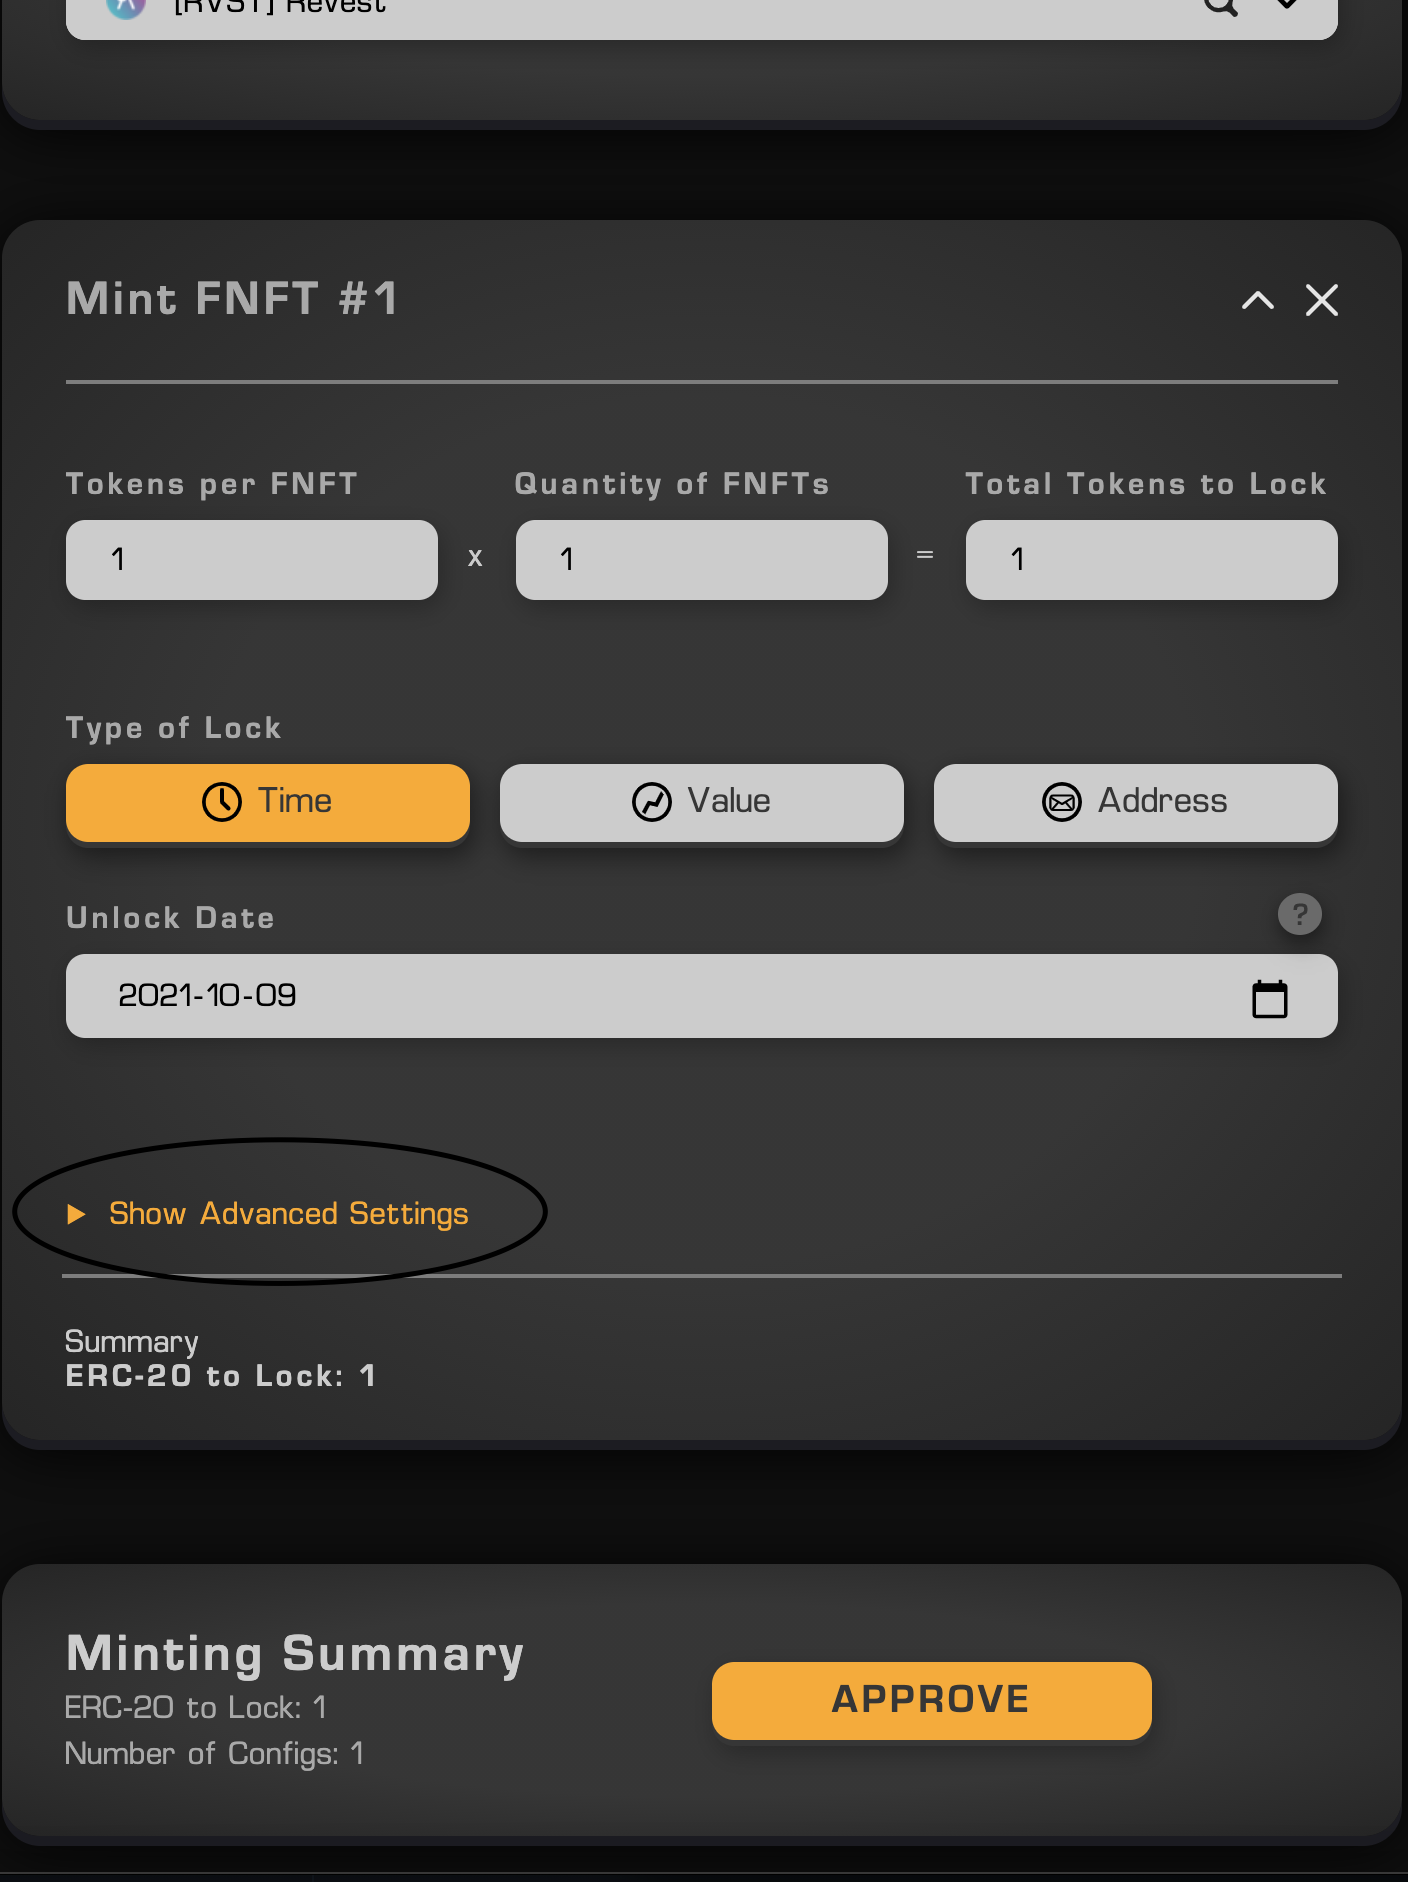 [RVST] Revest
Mint FNFT #1
Tokens per FNFT
Quantity of FNFTs
Total Tokens to Lock
1 x 1 = 1
Type of Lock
Time
Value
Address
Unlock Date
?
2021-10-09
Show Advanced Settings
Summary
ERC-20 to Lock: 1
Minting Summary
ERC-20 to Lock: 1
Number of Configs: 1
APPROVE